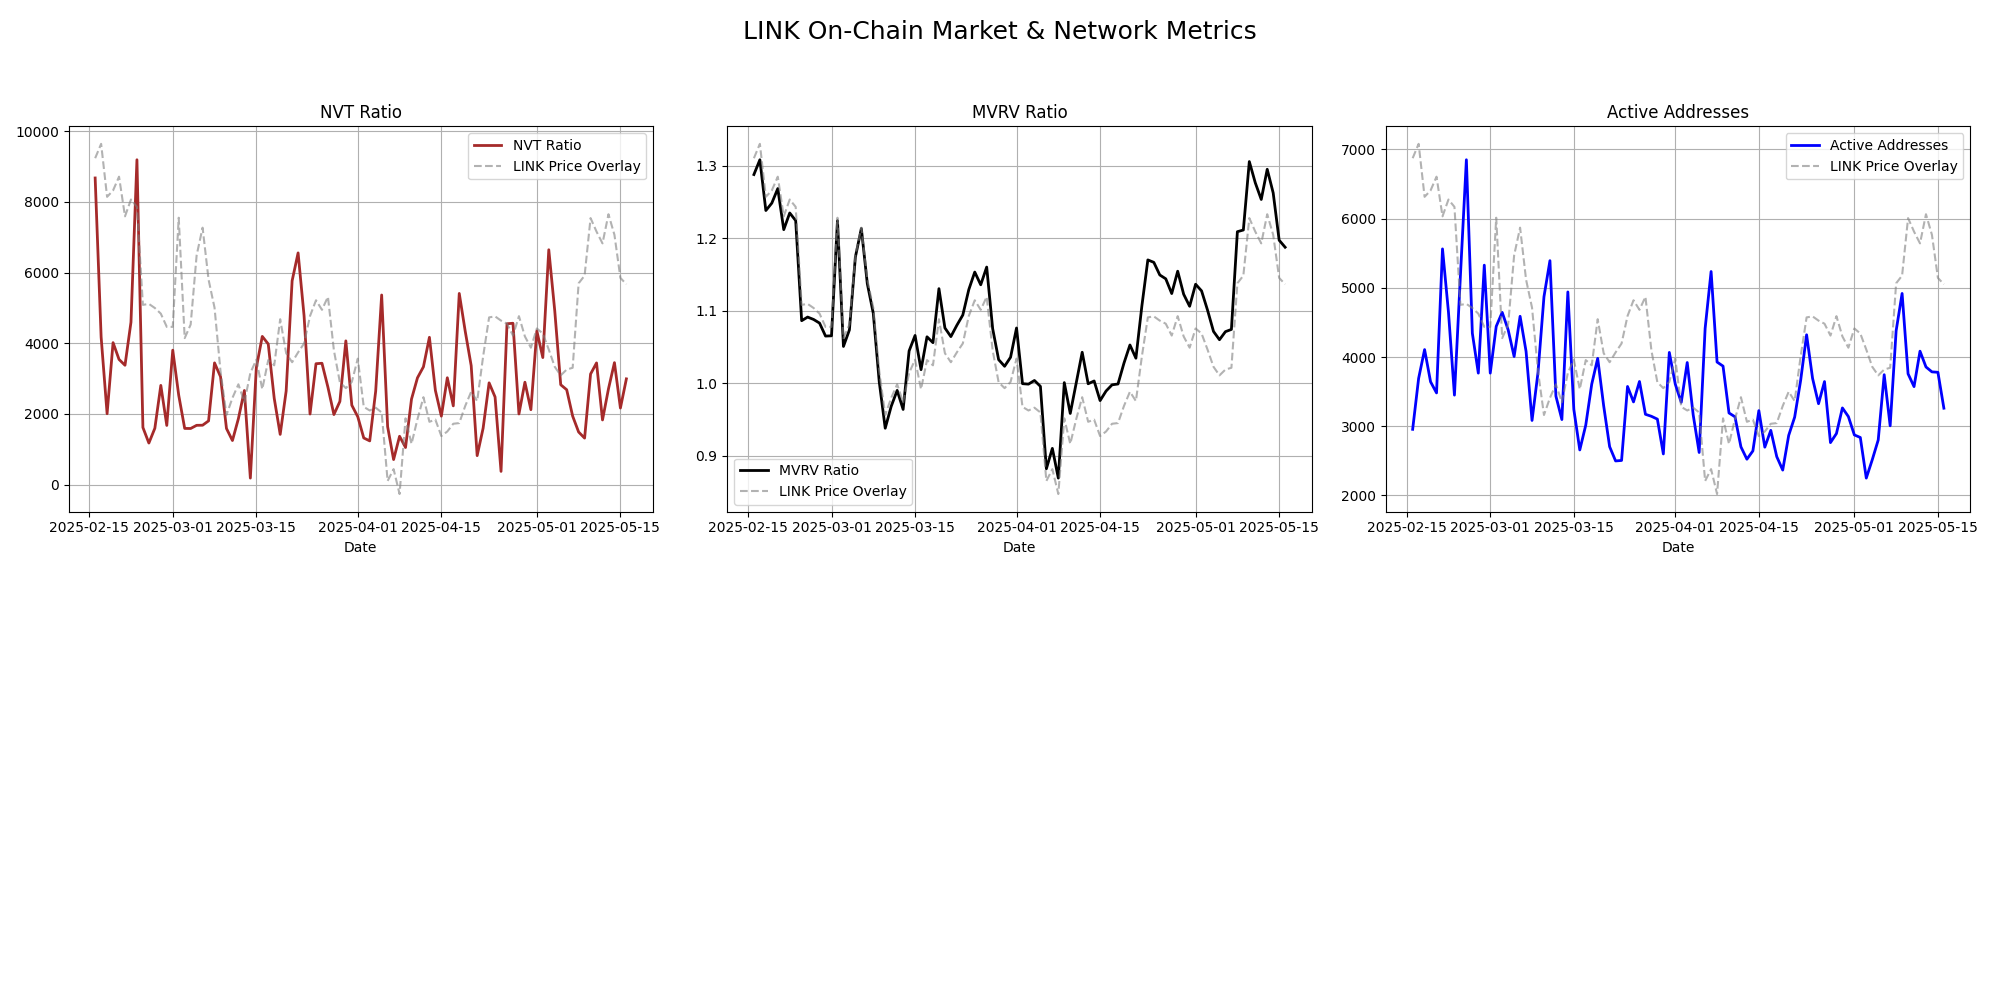 LINK On-Chain Market & Network Metrics
NVT Ratio
10000
8000
6000
4000
2000
0
NVT Ratio
LINK Price Overlay
2025-02-15 2025-03-01 2025-03-15 2025-04-01 2025-04-15 2025-05-01 2025-05-15
Date
MVRV Ratio
1.3
1.2
1.1
1.0
0.9
MVRV Ratio
LINK Price Overlay
2025-02-15 2025-03-01 2025-03-15 2025-04-01 2025-04-15 2025-05-01 2025-05-15
Date
Active Addresses
7000
6000
5000
4000
3000
2000
Active Addresses
LINK Price Overlay
2025-02-15 2025-03-01 2025-03-15 2025-04-01 2025-04-15 2025-05-01 2025-05-15
Date